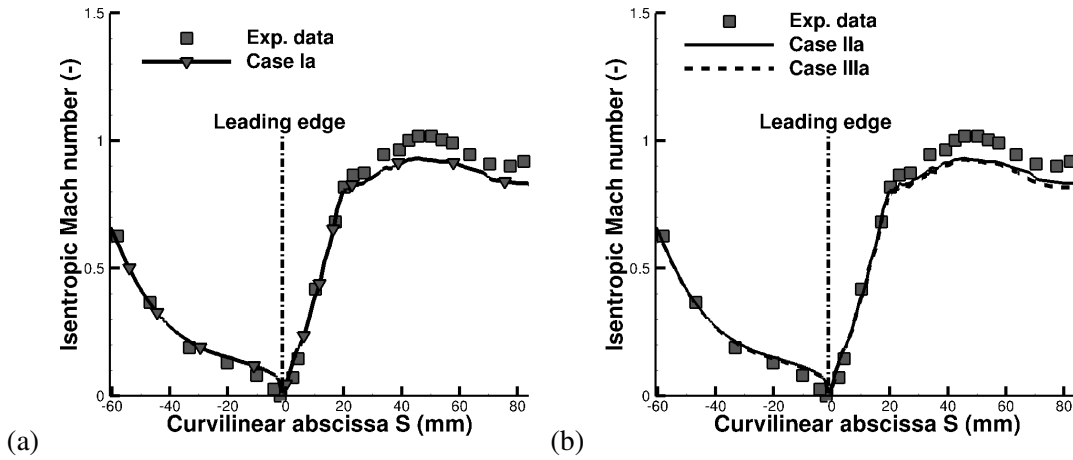 1.5
Exp. data
Case Ia
Leading edge
1
0.5
0
Isentropic Mach number (-)
-60 -40 -20 0 20 40 60 80
Curvilinear abscissa S (mm)
(a)
1.5
Exp. data
Case IIa
Case IIIa
Leading edge
1
0.5
0
Isentropic Mach number (-)
-60 -40 -20 0 20 40 60 80
Curvilinear abscissa S (mm)
(b)